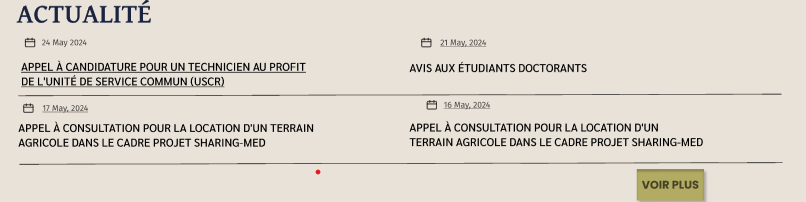 ACTUALITÉ
24 May 2024
APPEL À CANDIDATURE POUR UN TECHNICIEN AU PROFIT
DE L'UNITÉ DE SERVICE COMMUN (USCR)
21 May, 2024
AVIS AUX ÉTUDIANTS DOCTORANTS
17 May, 2024
APPEL À CONSULTATION POUR LA LOCATION D'UN TERRAIN
AGRICOLE DANS LE CADRE PROJET SHARING-MED
16 May, 2024
APPEL À CONSULTATION POUR LA LOCATION D'UN
TERRAIN AGRICOLE DANS LE CADRE PROJET SHARING-MED
VOIR PLUS